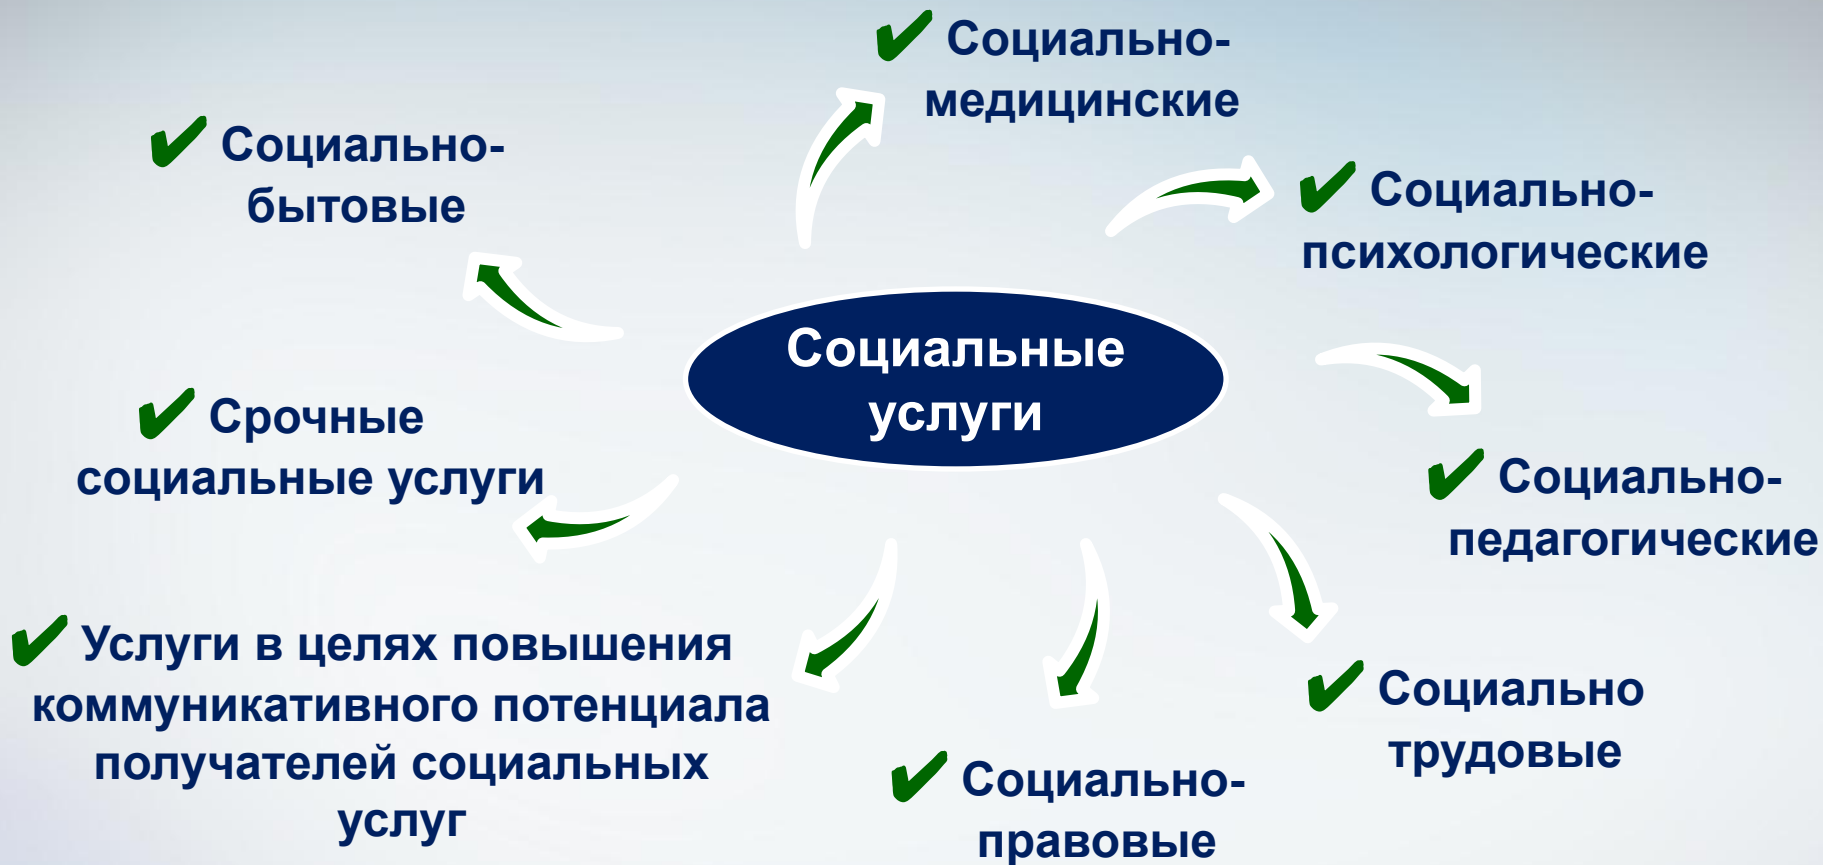 ✔ Социально-
медицинские
✔ Социально-
бытовые
✔ Социально-
психологические
Социальные
услуги
✔ Срочные
социальные услуги
✔ Социально-
педагогические
✔ Услуги в целях повышения
коммуникативного потенциала
получателей социальных
услуг
✔ Социально
трудовые
✔ Социально-
правовые